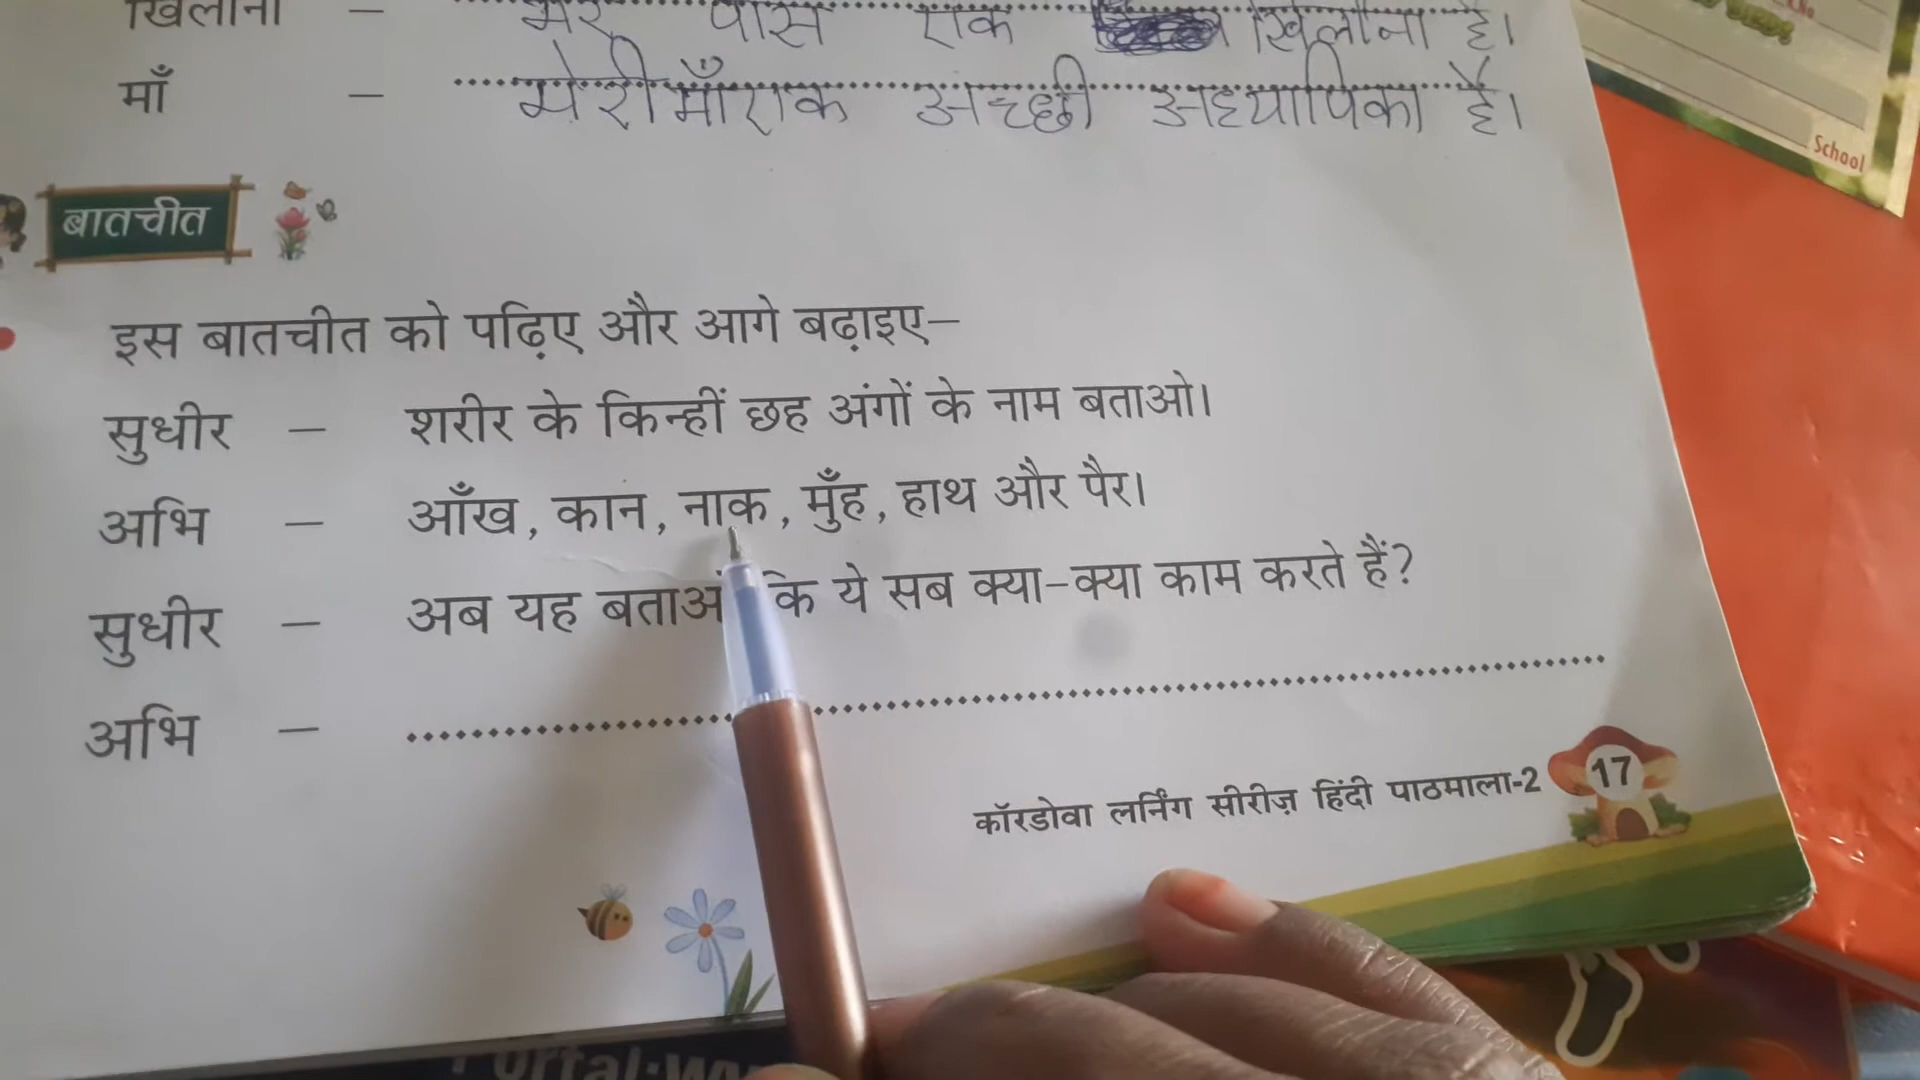 खिलौना – मेरे पास एक खिलौना है।
माँ – मेरी माँ एक अच्छी अध्यापिका है।
School
बातचीत
इस बातचीत को पढ़िए और आगे बढ़ाइए–
सुधीर – शरीर के किन्हीं छह अंगों के नाम बताओ।
अभि – आँख, कान, नाक, मुँह, हाथ और पैर।
सुधीर – अब यह बताओ कि ये सब क्या-क्या काम करते हैं?
अभि –
कॉरडोवा लर्निंग सीरीज़ हिंदी पाठमाला-2 17